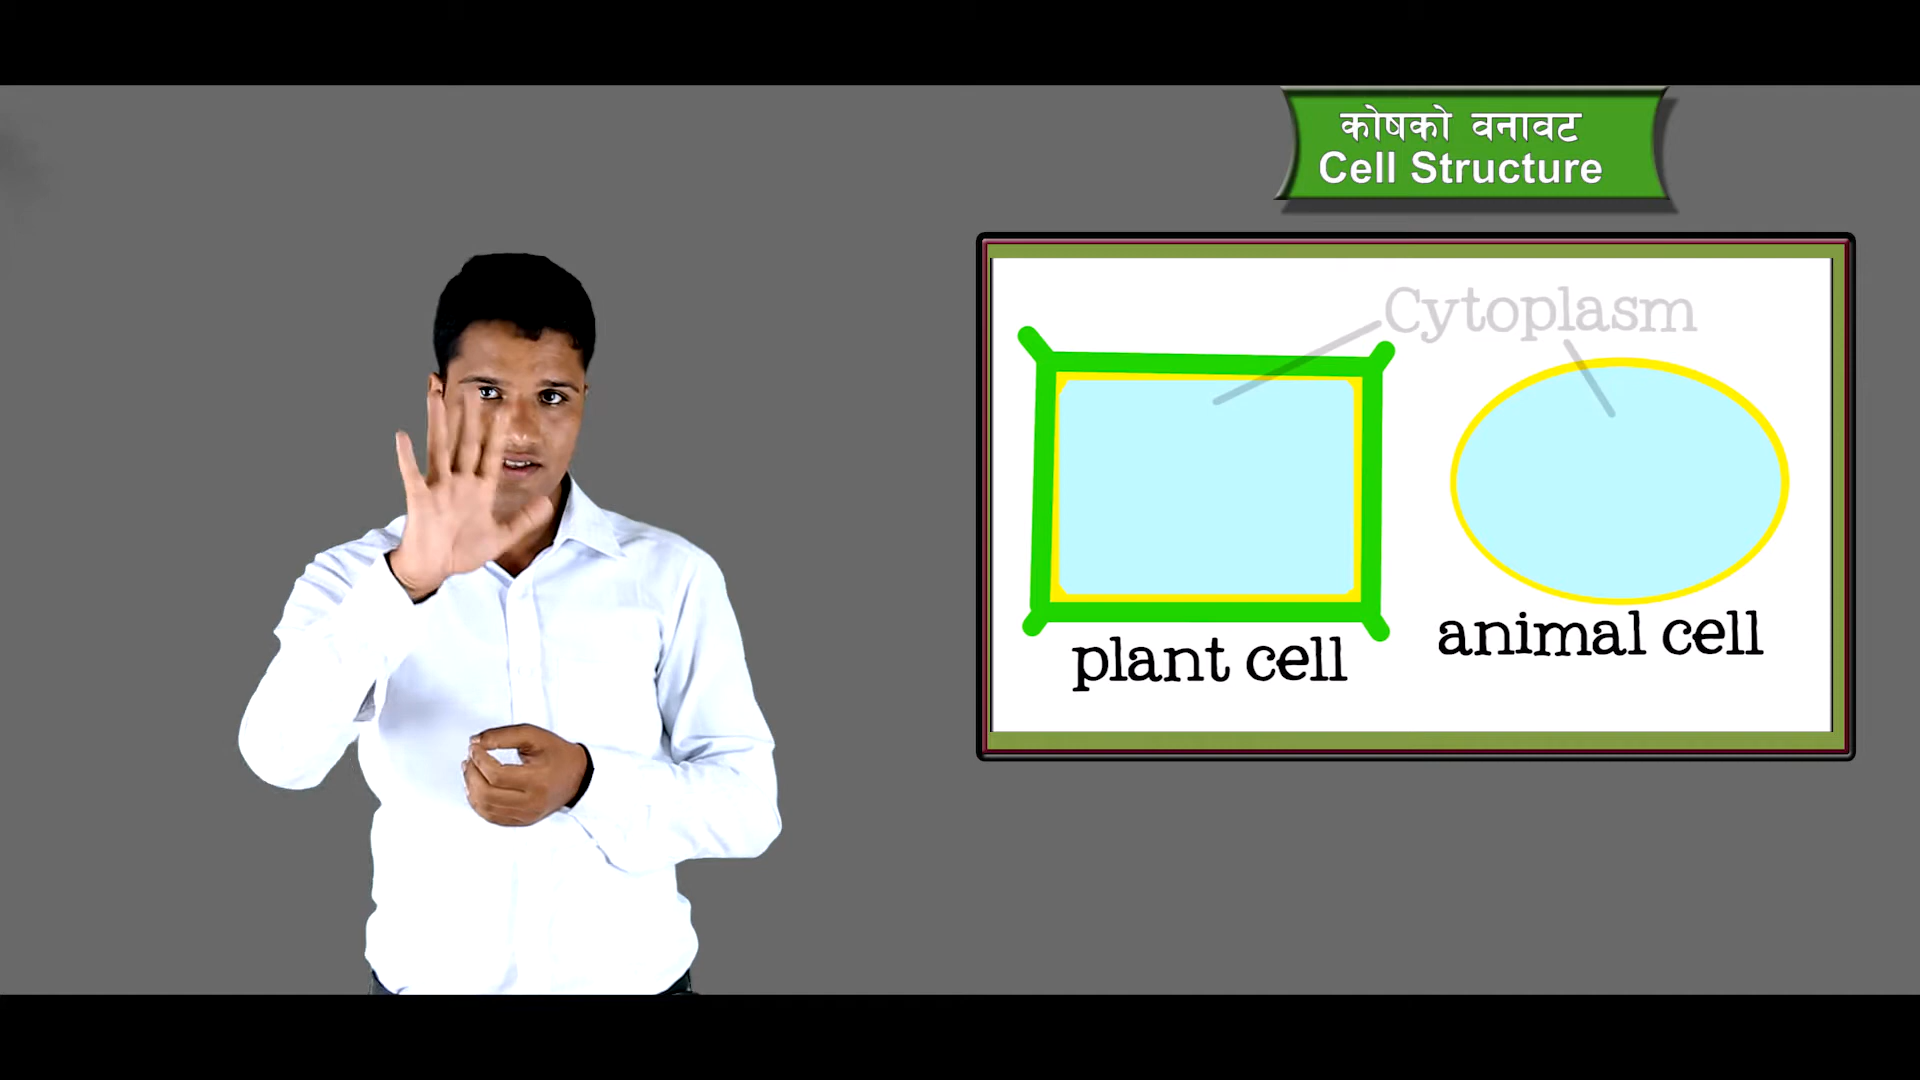 कोषको वनावट
Cell Structure
Cytoplasm
plant cell
animal cell